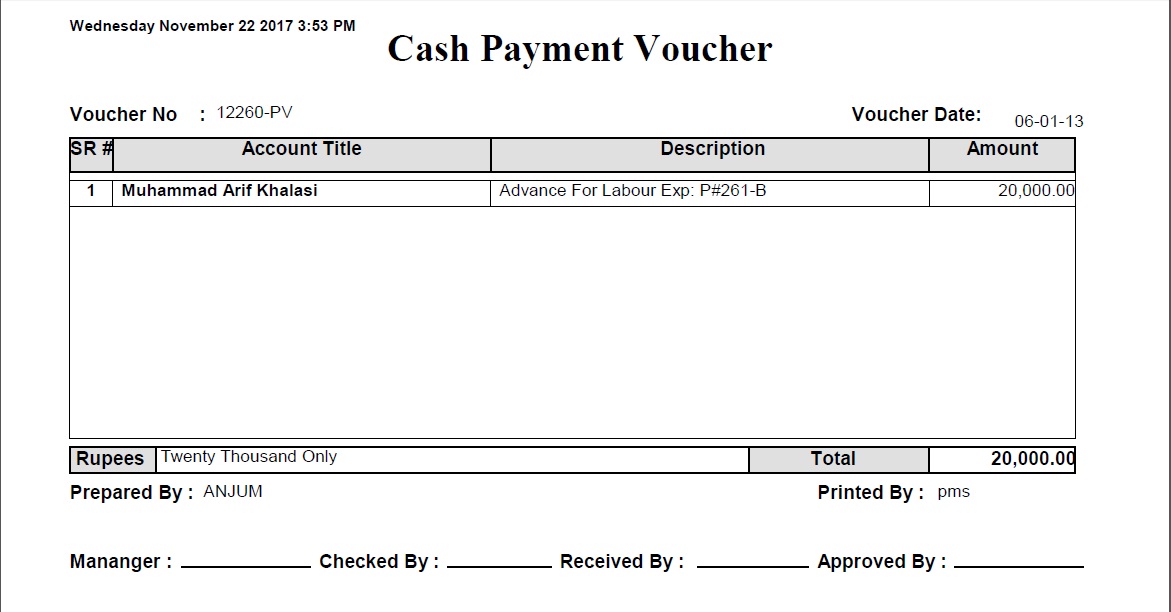 Wednesday November 22 2017 3:53 PM
Cash Payment Voucher
Voucher No : 12260-PV Voucher Date: 06-01-13
SR # Account Title Description Amount
1 Muhammad Arif Khalasi Advance For Labour Exp: P#261-B 20,000.00
Rupees Twenty Thousand Only Total 20,000.00
Prepared By : ANJUM Printed By : pms
Mananger : Checked By : Received By : Approved By :